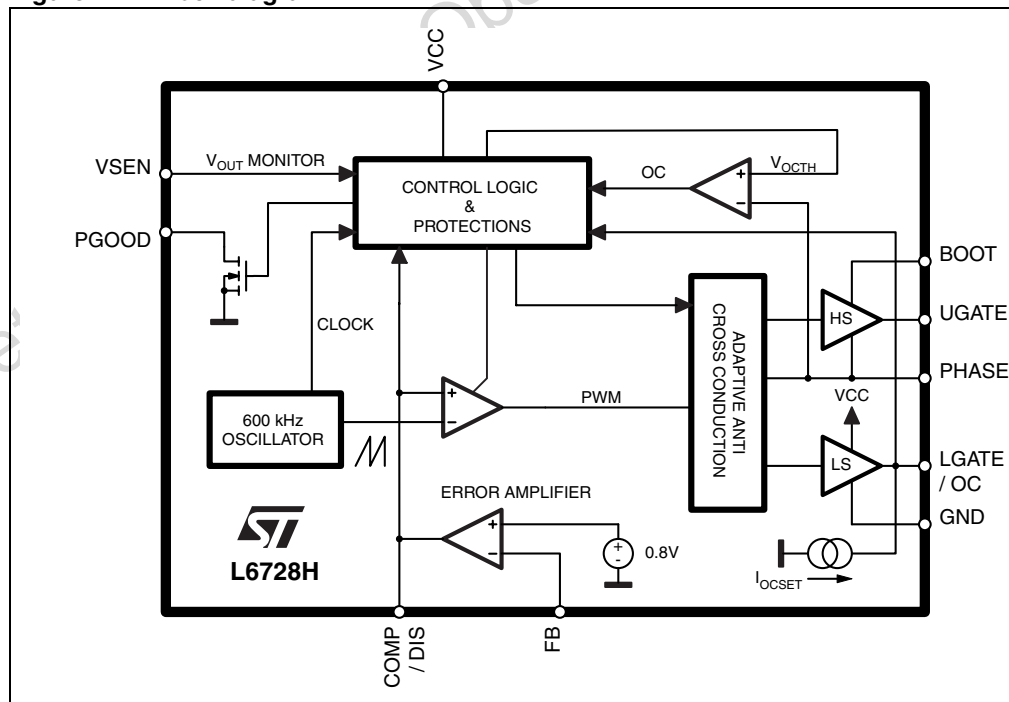 VCC
VSEN
VOUT MONITOR
CONTROL LOGIC
&
PROTECTIONS
OC
+
-
VOCTH
PGOOD
BOOT
CLOCK
ADAPTIVE ANTI
CROSS CONDUCTION
HS
UGATE
PHASE
600 kHz
OSCILLATOR
+
-
PWM
VCC
LS
LGATE
/ OC
ERROR AMPLIFIER
GND
+
-
+
-
0.8V
ST
L6728H
IOCSET
COMP
/ DIS
FB